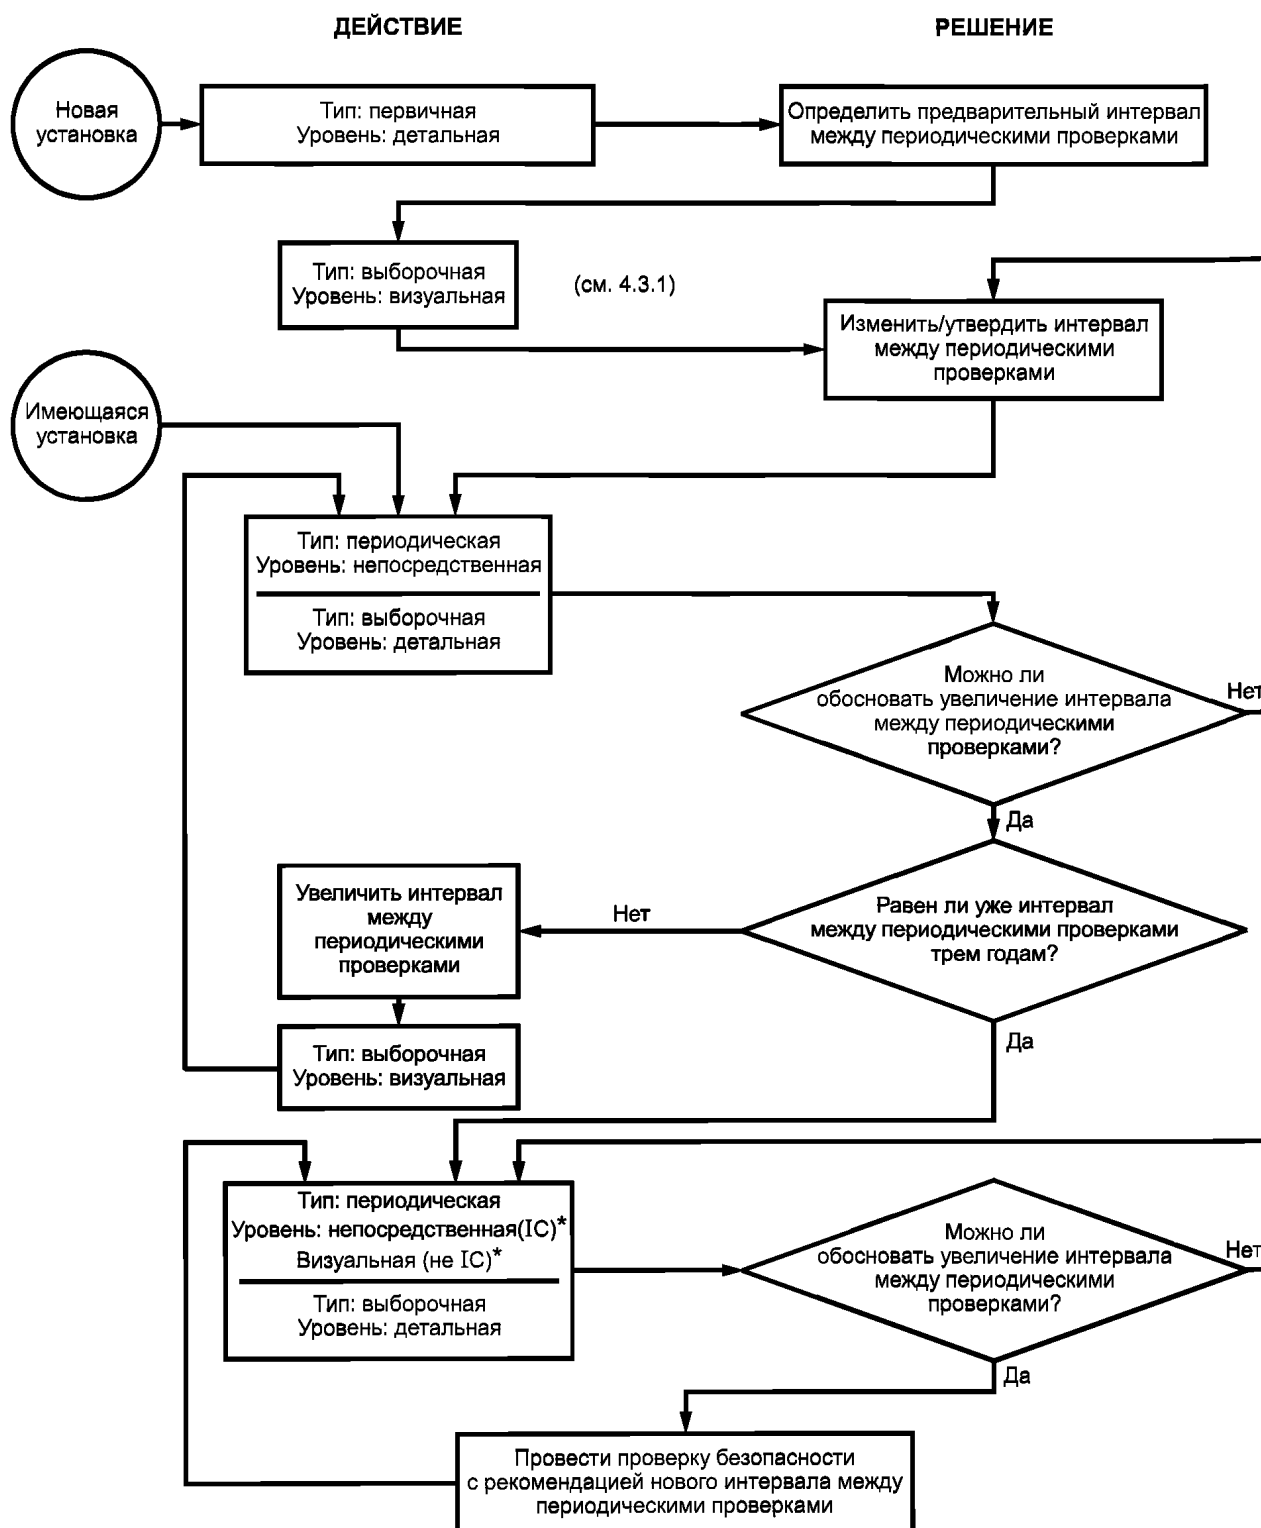 ДЕЙСТВИЕ
РЕШЕНИЕ
Новая
установка
Тип: первичная
Уровень: детальная
Определить предварительный интервал
между периодическими проверками
Тип: выборочная
Уровень: визуальная
(см. 4.3.1)
Изменить/утвердить интервал
между периодическими
проверками
Имеющаяся
установка
Тип: периодическая
Уровень: непосредственная
Тип: выборочная
Уровень: детальная
Можно ли
обосновать увеличение интервала
между периодическими
проверками?
Нет
Да
Увеличить интервал
между
периодическими
проверками
Нет
Равен ли уже интервал
между периодическими проверками
трем годам?
Да
Тип: выборочная
Уровень: визуальная
Тип: периодическая
Уровень: непосредственная(IC)*
Визуальная (не IC)*
Тип: выборочная
Уровень: детальная
Можно ли
обосновать увеличение интервала
между периодическими
проверками?
Нет
Да
Провести проверку безопасности
с рекомендацией нового интервала между
периодическими проверками